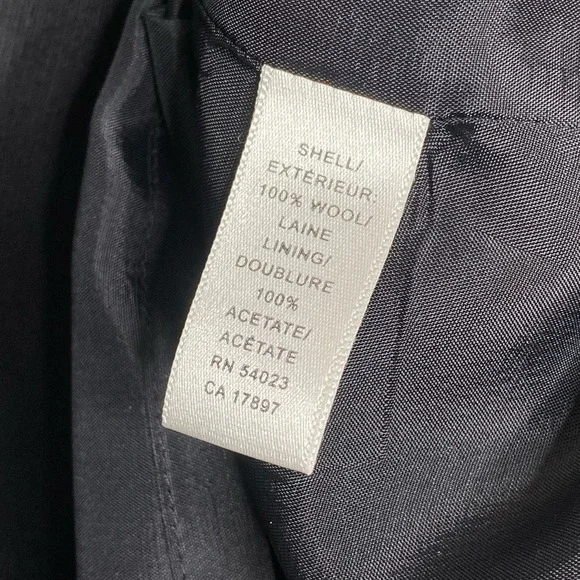 SHELL/
EXTÉRIEUR:
100% WOOL/
LAINE
LINING/
DOUBLURE
100%
ACETATE/
ACÉTATE
RN 54023
CA 17897